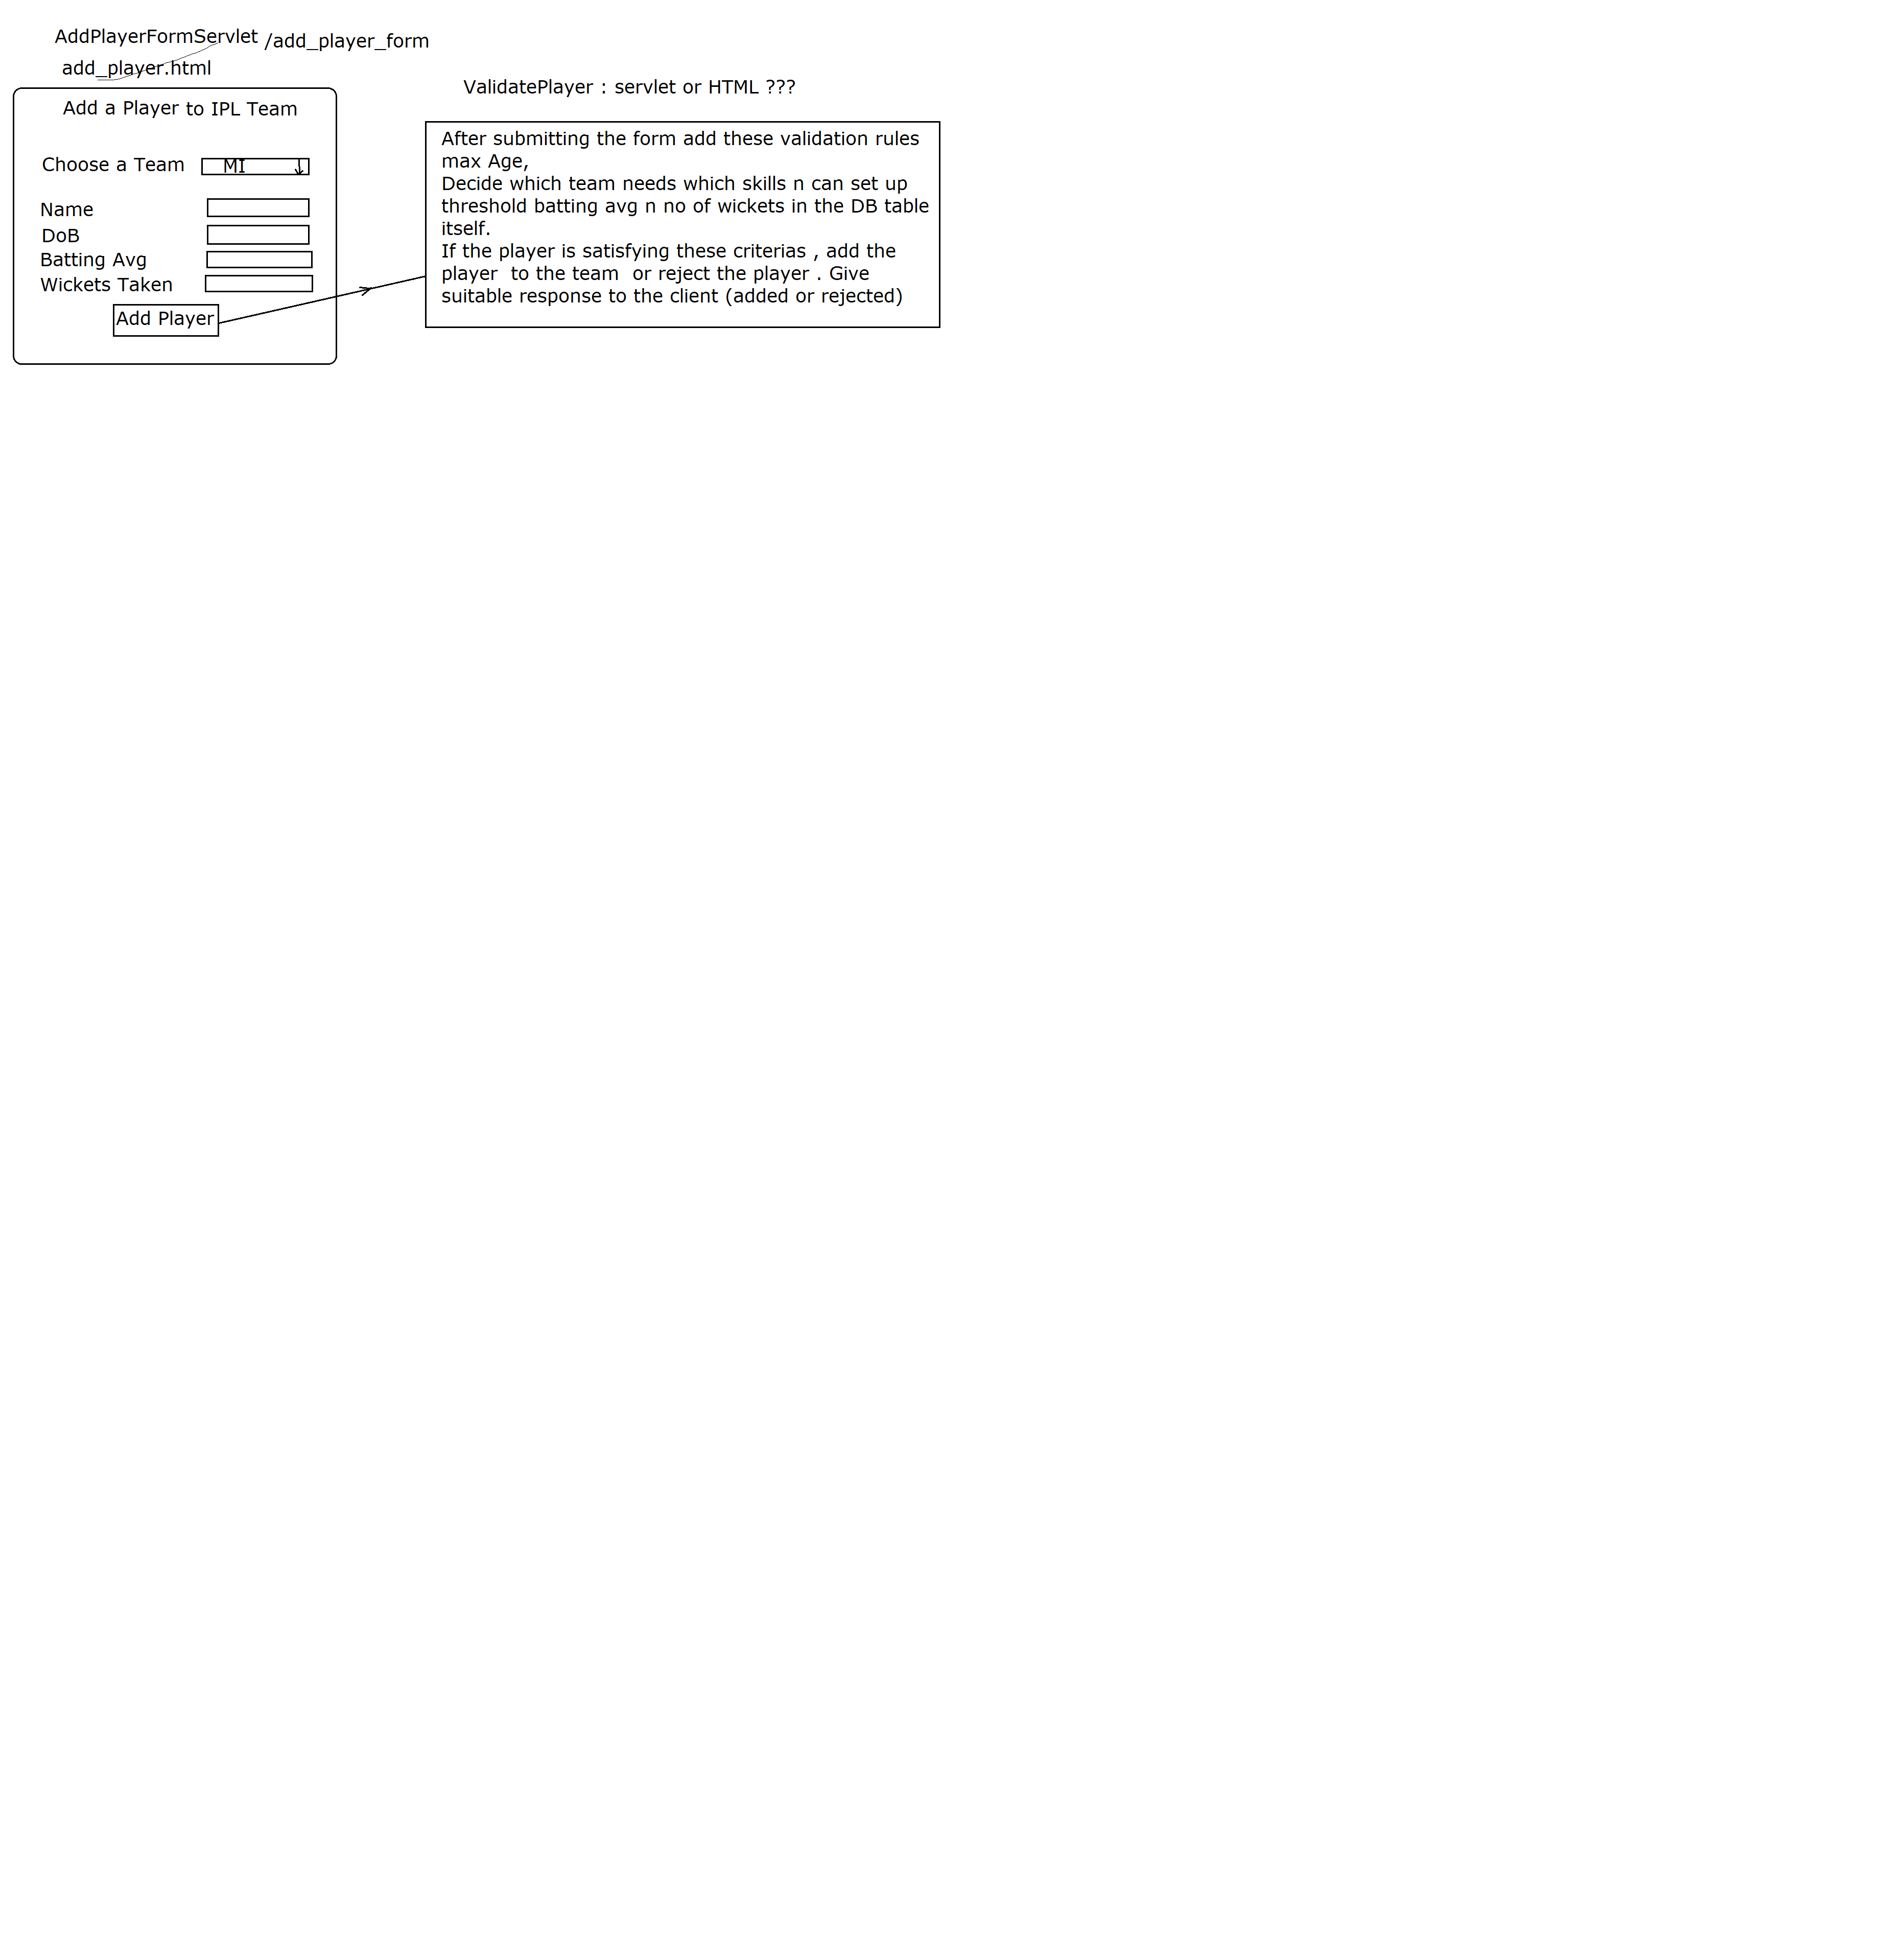 AddPlayerFormServlet /add_player_form
add_player.html
Add a Player to IPL Team
Choose a Team MI
Name
DoB
Batting Avg
Wickets Taken
Add Player
ValidatePlayer : servlet or HTML ???
After submitting the form add these validation rules
max Age,
Decide which team needs which skills n can set up
threshold batting avg n no of wickets in the DB table
itself.
If the player is satisfying these criterias , add the
player  to the team  or reject the player . Give
suitable response to the client (added or rejected)